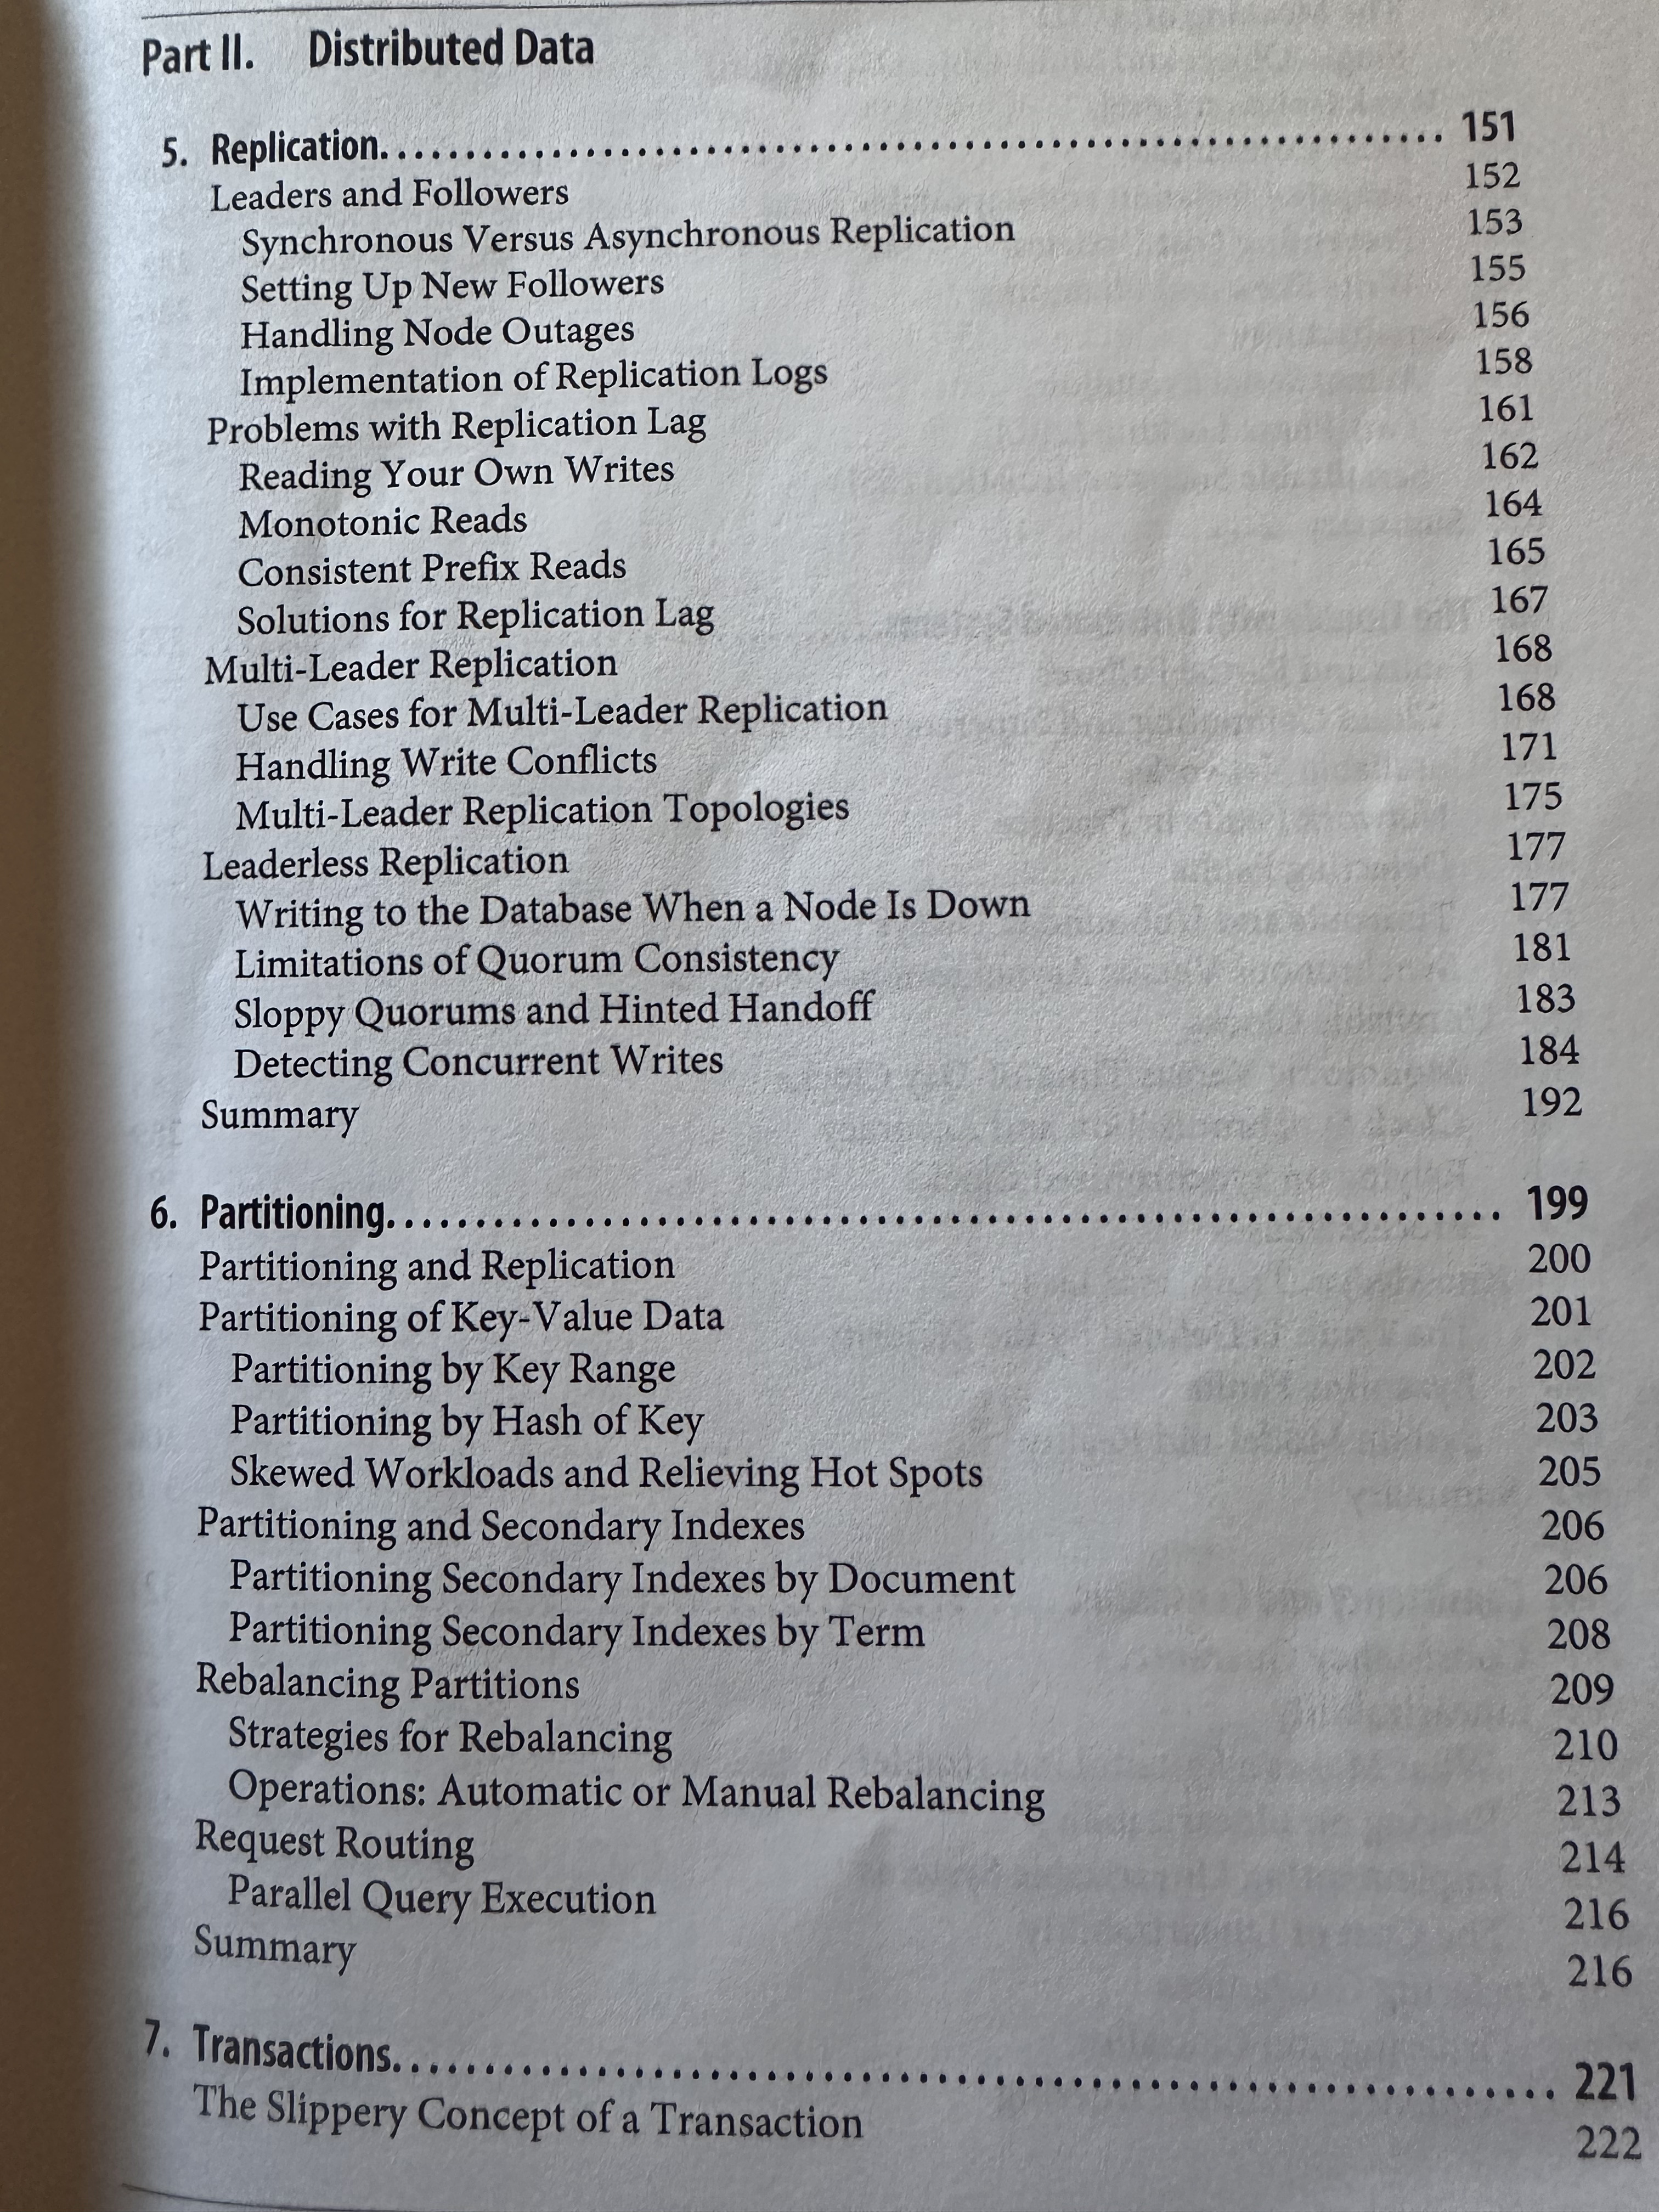 Part II. Distributed Data
5. Replication. . . . . . . . . . . . . . . . . . . . . . . . . . . . . . . . . . . . . . . . . . . . . . . . . . . . . . . . . . . . . . . . 151
Leaders and Followers 152
Synchronous Versus Asynchronous Replication 153
Setting Up New Followers 155
Handling Node Outages 156
Implementation of Replication Logs 158
Problems with Replication Lag 161
Reading Your Own Writes 162
Monotonic Reads 164
Consistent Prefix Reads 165
Solutions for Replication Lag 167
Multi-Leader Replication 168
Use Cases for Multi-Leader Replication 168
Handling Write Conflicts 171
Multi-Leader Replication Topologies 175
Leaderless Replication 177
Writing to the Database When a Node Is Down 177
Limitations of Quorum Consistency 181
Sloppy Quorums and Hinted Handoff 183
Detecting Concurrent Writes 184
Summary 192
6. Partitioning. . . . . . . . . . . . . . . . . . . . . . . . . . . . . . . . . . . . . . . . . . . . . . . . . . . . . . . . . . . . . . . . 199
Partitioning and Replication 200
Partitioning of Key-Value Data 201
Partitioning by Key Range 202
Partitioning by Hash of Key 203
Skewed Workloads and Relieving Hot Spots 205
Partitioning and Secondary Indexes 206
Partitioning Secondary Indexes by Document 206
Partitioning Secondary Indexes by Term 208
Rebalancing Partitions 209
Strategies for Rebalancing 210
Operations: Automatic or Manual Rebalancing 213
Request Routing 214
Parallel Query Execution 216
Summary 216
7. Transactions. . . . . . . . . . . . . . . . . . . . . . . . . . . . . . . . . . . . . . . . . . . . . . . . . . . . . . . . . . . . . . . . 221
The Slippery Concept of a Transaction 222